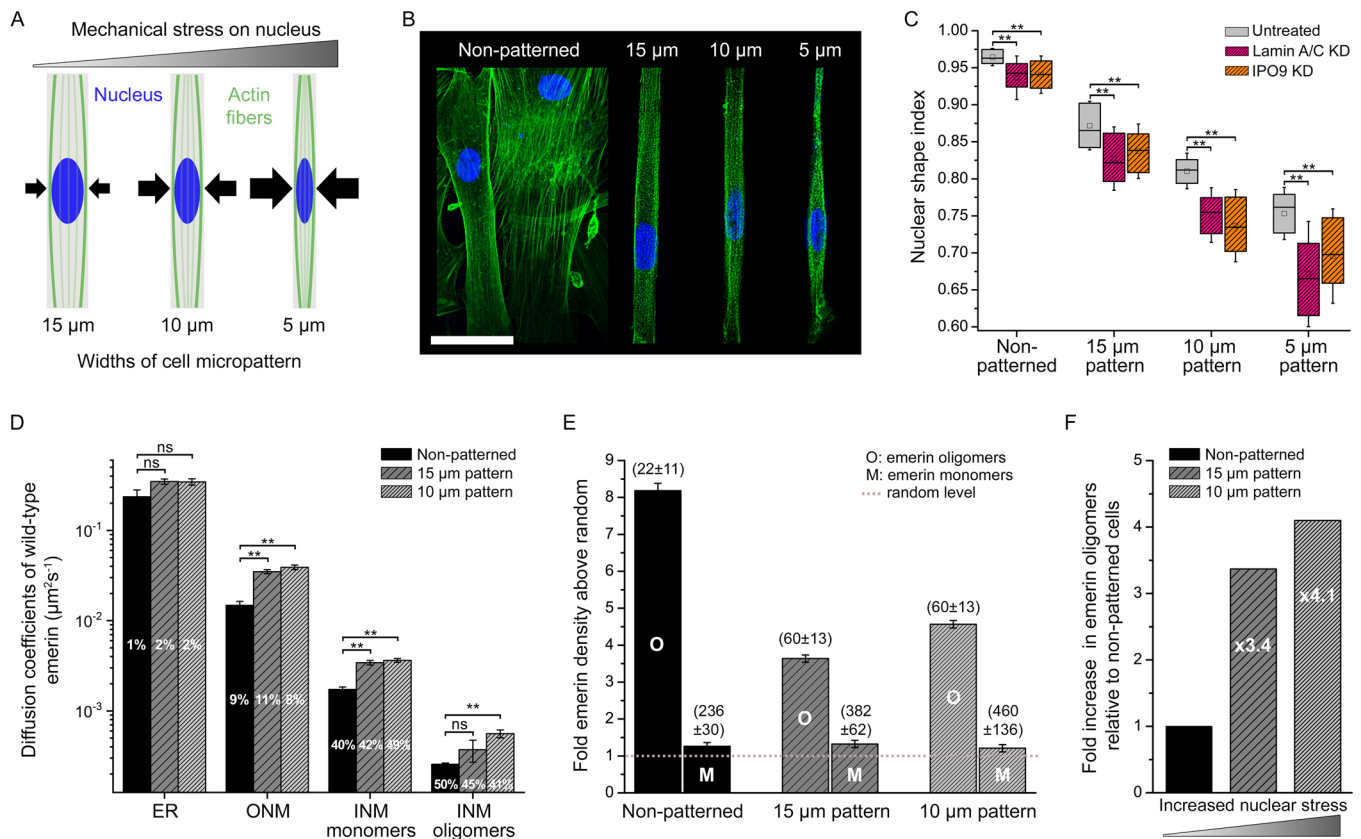 A
Mechanical stress on nucleus
Nucleus
Actin
fibers
15 µm
10 µm
5 µm
Widths of cell micropattern
B
Non-patterned
15 µm
10 µm
5 µm
C
Untreated
Lamin A/C KD
IPO9 KD
Nuclear shape index
1.00
0.95
0.90
0.85
0.80
0.75
0.70
0.65
0.60
**
**
**
**
**
**
**
**
Non-
patterned
15 µm
pattern
10 µm
pattern
5 µm
pattern
D
Non-patterned
15 µm pattern
10 µm pattern
Diffusion coefficients of wild-type
emerin (µm²s⁻¹)
10⁻¹
10⁻²
10⁻³
ns
ns
**
**
**
**
**
ns
1%
2%
2%
9%
11%
8%
40%
42%
49%
50%
45%
41%
ER
ONM
INM
monomers
INM
oligomers
E
O: emerin oligomers
M: emerin monomers
random level
Fold emerin density above random
9
8
7
6
5
4
3
2
1
0
(22±11)
O
(236
±30)
M
(60±13)
O
(382
±62)
M
(60±13)
O
(460
±136)
M
Non-patterned
15 µm pattern
10 µm pattern
F
Non-patterned
15 µm pattern
10 µm pattern
Fold increase in emerin oligomers
relative to non-patterned cells
5
4
3
2
1
0
x3.4
x4.1
Increased nuclear stress